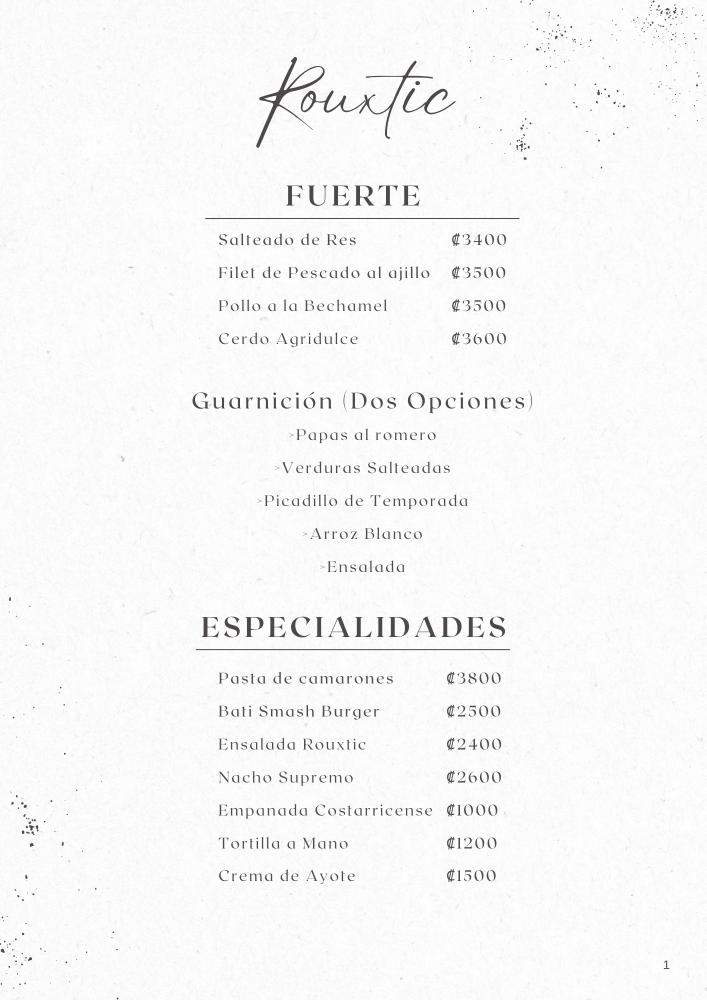 Rouxtic
FUERTE
Salteado de Res ₡3400
Filet de Pescado al ajillo ₡3500
Pollo a la Bechamel ₡3500
Cerdo Agridulce ₡3600
Guarnición (Dos Opciones)
>Papas al romero
>Verduras Salteadas
>Picadillo de Temporada
>Arroz Blanco
>Ensalada
ESPECIALIDADES
Pasta de camarones ₡3800
Bati Smash Burger ₡2500
Ensalada Rouxtic ₡2400
Nacho Supremo ₡2600
Empanada Costarricense ₡1000
Tortilla a Mano ₡1200
Crema de Ayote ₡1500
1